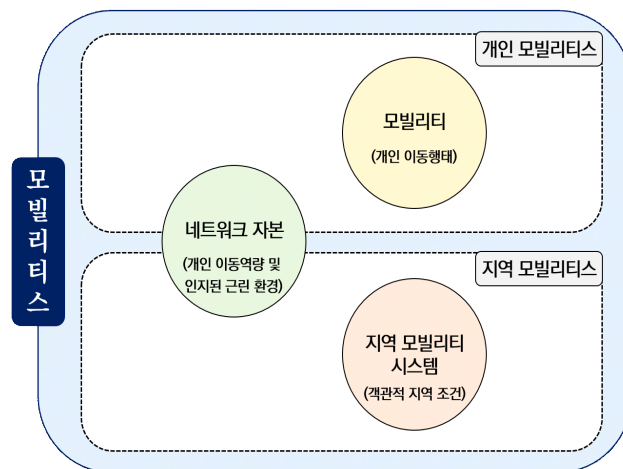 모빌리티스
개인 모빌리티스
모빌리티
(개인 이동행태)
네트워크 자본
(개인 이동역량 및
인지된 근린 환경)
지역 모빌리티스
지역 모빌리티
시스템
(객관적 지역 조건)